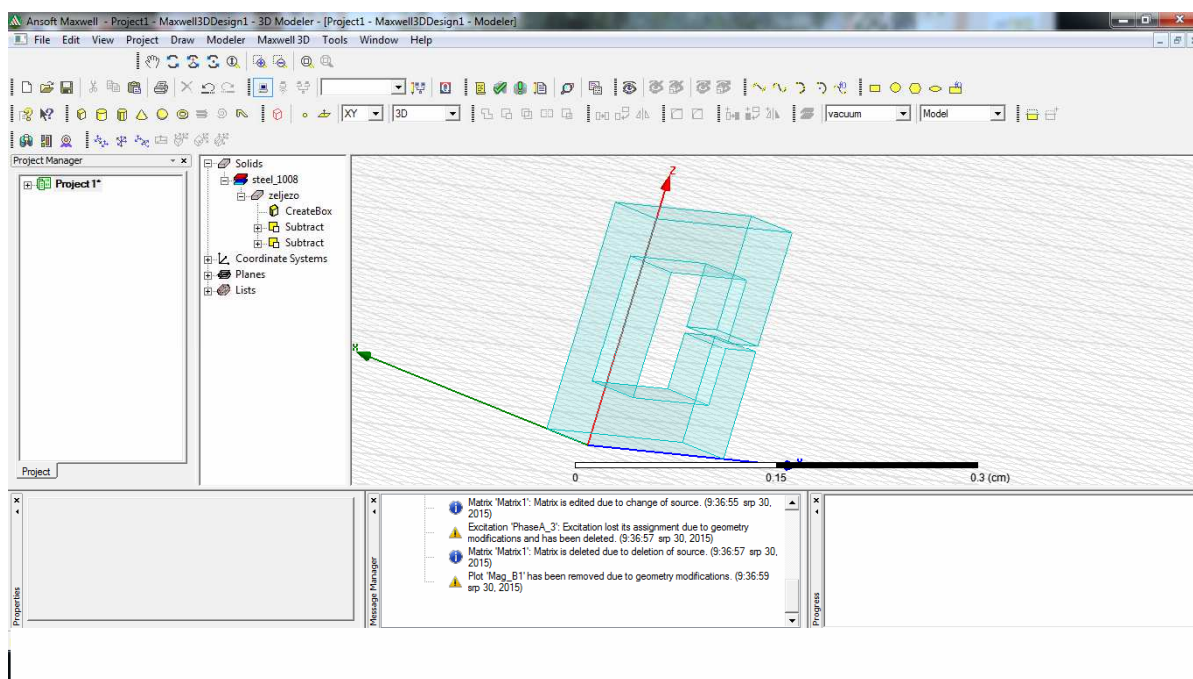 Ansoft Maxwell - Project1 - Maxwell3DDesign1 - 3D Modeler - [Project1 - Maxwell3DDesign1 - Modeler]
File Edit View Project Draw Modeler Maxwell 3D Tools Window Help
XY 3D vacuum Model
Project Manager
Project1*
Project
Solids
steel_1008
zeljezo
CreateBox
Subtract
Subtract
Coordinate Systems
Planes
Lists
Z
X
0 0.15 0.3 (cm)
Properties
Message Manager
Matrix 'Matrix1': Matrix is edited due to change of source. (9:36:55 srp 30,
2015)
Excitation 'PhaseA_3': Excitation lost its assignment due to geometry
modifications and has been deleted. (9:36:57 srp 30, 2015)
Matrix 'Matrix1': Matrix is deleted due to deletion of source. (9:36:57 srp 30,
2015)
Plot 'Mag_B1' has been removed due to geometry modifications. (9:36:59
srp 30, 2015)
Progress